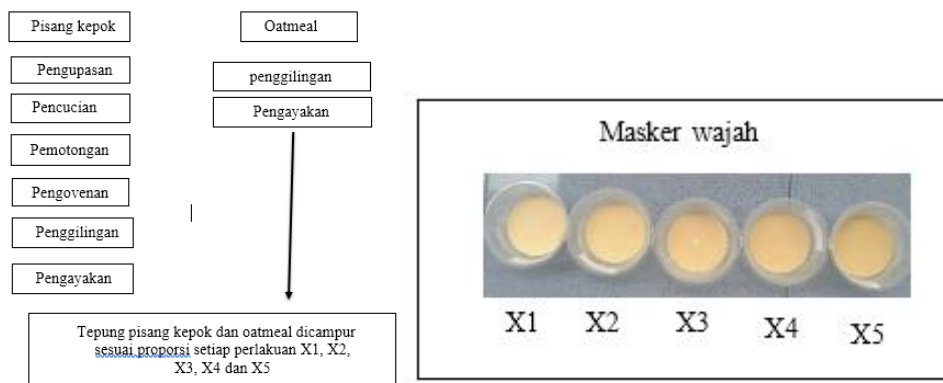 Pisang kepok
Pengupasan
Pencucian
Pemotongan
Pengovenan
Penggilingan
Pengayakan
Oatmeal
penggilingan
Pengayakan
Tepung pisang kepok dan oatmeal dicampur
sesuai proporsi setiap perlakuan X1, X2,
X3, X4 dan X5
Masker wajah
X1 X2 X3 X4 X5